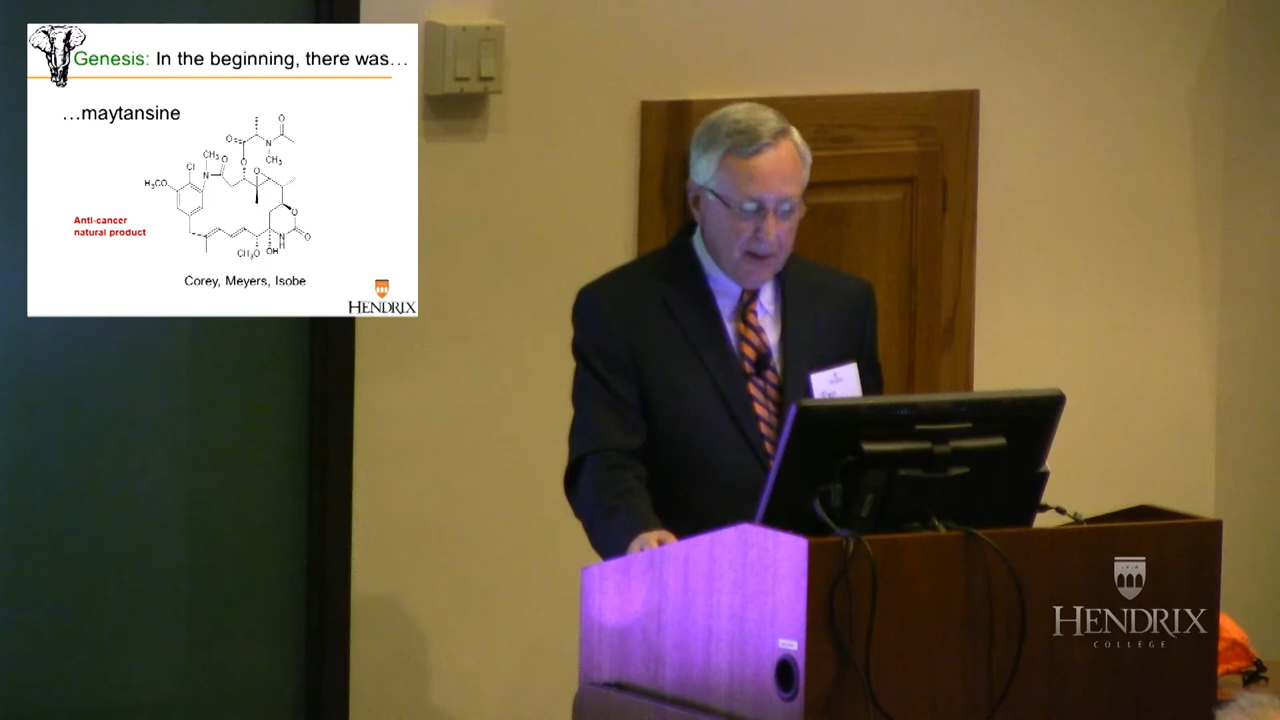 Genesis: In the beginning, there was…
…maytansine
O
O
N
CH₃
O
CH₃
O
Cl
N
O
H₃CO
O
O
NH
O
CH₃O
OH
Anti-cancer
natural product
Corey, Meyers, Isobe
HENDRIX
HENDRIX
COLLEGE